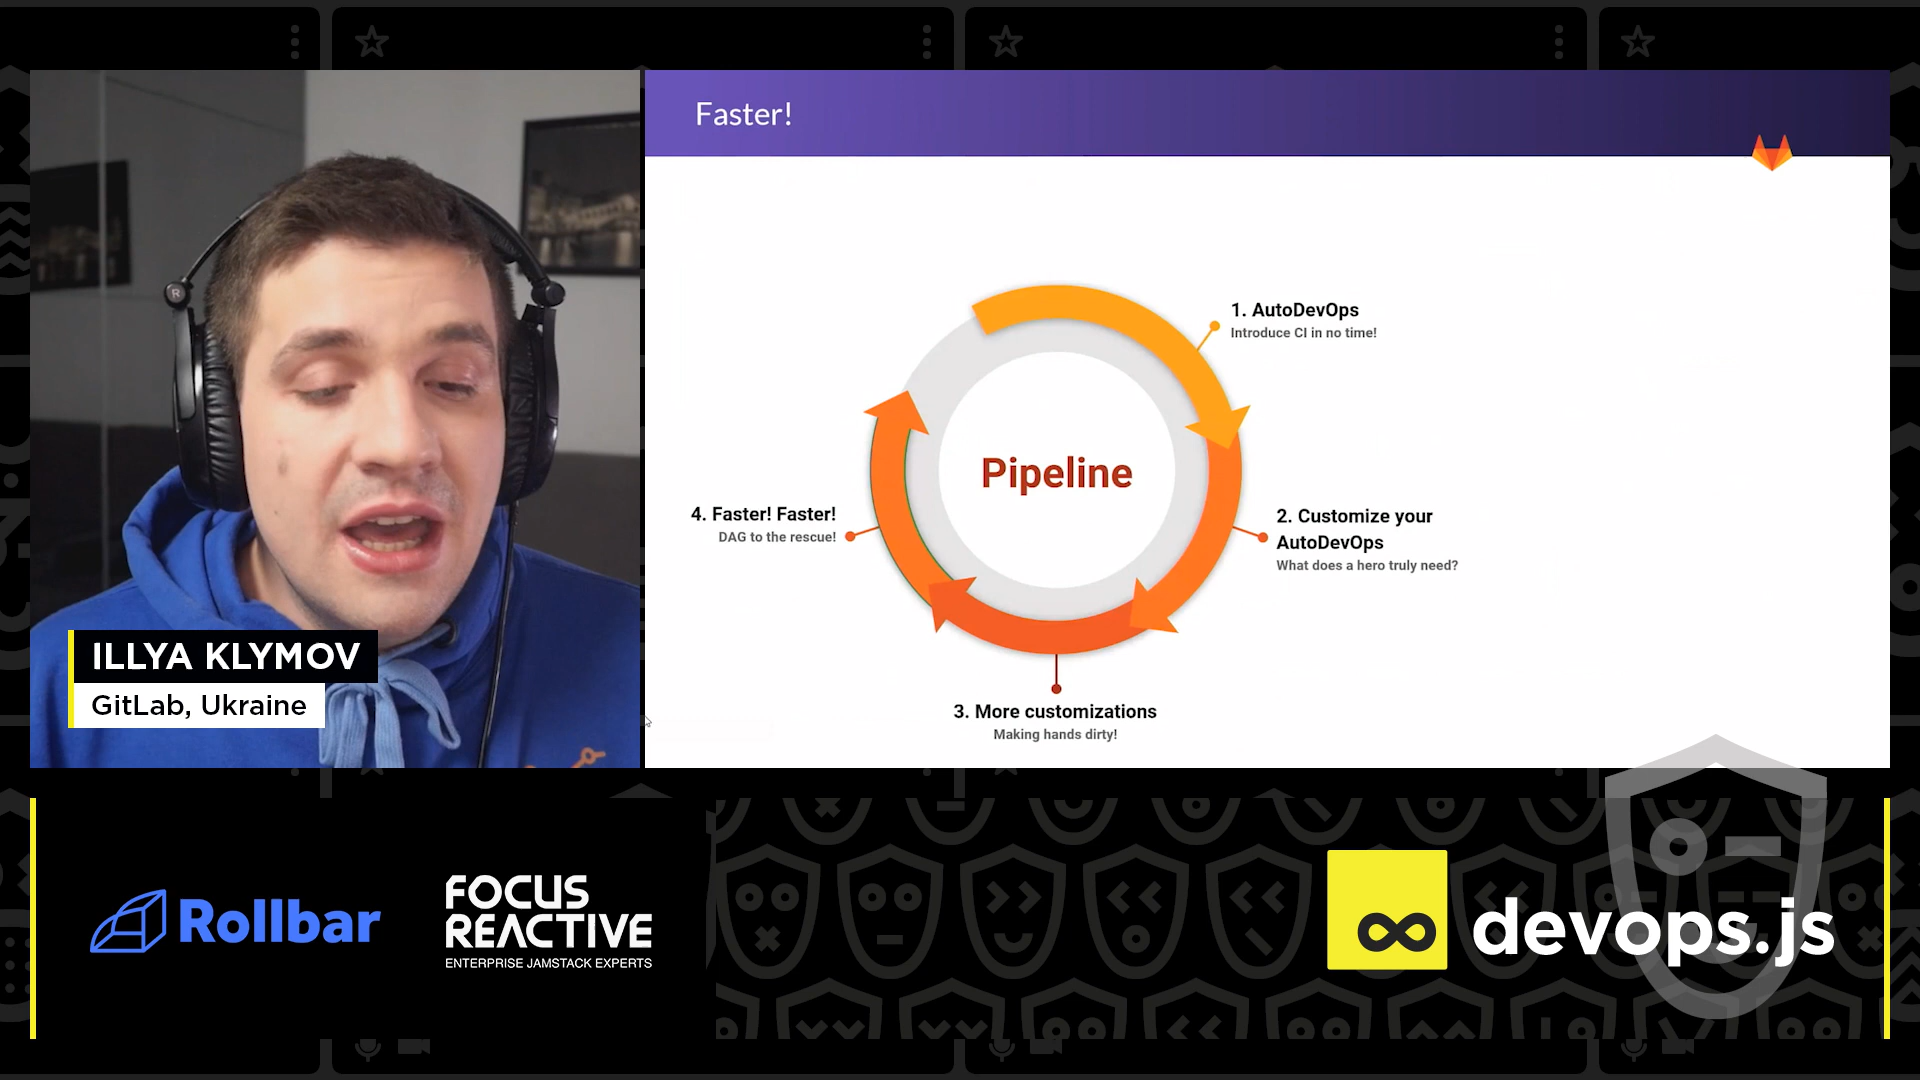 Faster!
1. AutoDevOps
Introduce CI in no time!
Pipeline
4. Faster! Faster!
DAG to the rescue!
2. Customize your
AutoDevOps
What does a hero truly need?
3. More customizations
Making hands dirty!
R
ILLYA KLYMOV
GitLab, Ukraine
Rollbar
FOCUS
REACTIVE
ENTERPRISE JAMSTACK EXPERTS
devops.js